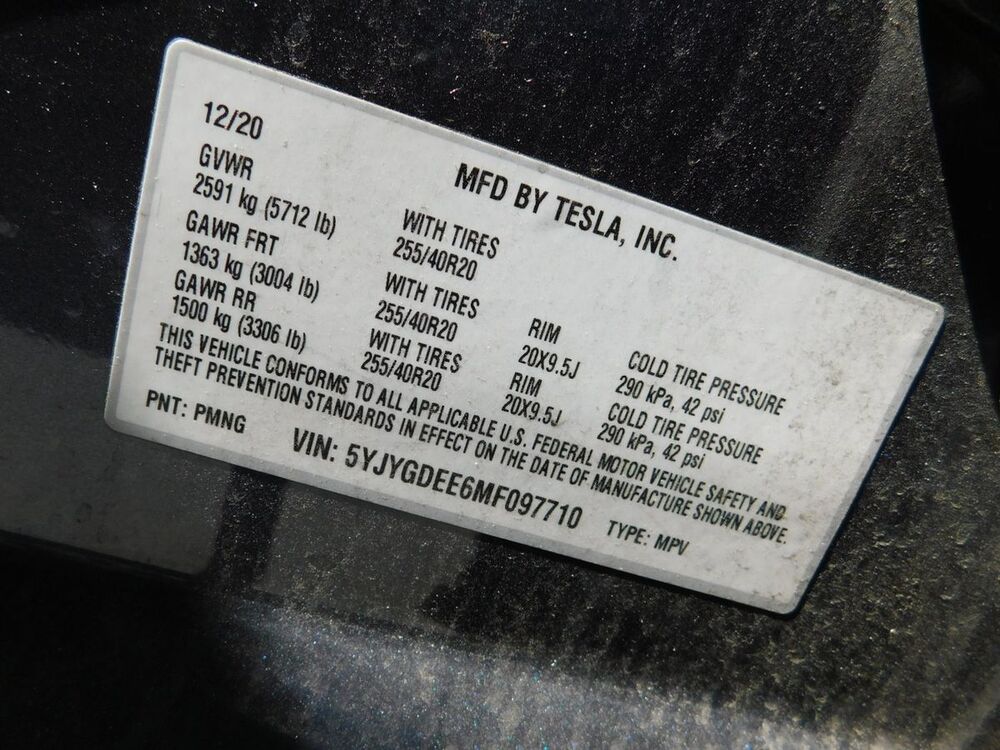 12/20
MFD BY TESLA, INC.
GVWR
2591 kg (5712 lb) WITH TIRES
255/40R20
GAWR FRT
1363 kg (3004 lb) WITH TIRES RIM COLD TIRE PRESSURE
255/40R20 20X9.5J 290 kPa, 42 psi
GAWR RR
1500 kg (3306 lb) WITH TIRES RIM COLD TIRE PRESSURE
255/40R20 20X9.5J 290 kPa, 42 psi
THIS VEHICLE CONFORMS TO ALL APPLICABLE U.S. FEDERAL MOTOR VEHICLE SAFETY AND
THEFT PREVENTION STANDARDS IN EFFECT ON THE DATE OF MANUFACTURE SHOWN ABOVE.
PNT: PMNG VIN: 5YJYGDEE6MF097710 TYPE: MPV